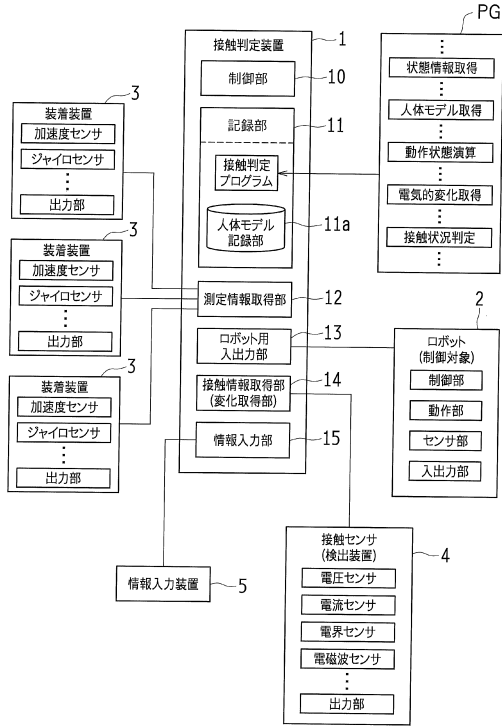 接触判定装置
1
制御部
10
記録部
11
接触判定
プログラム
人体モデル
記録部
11a
測定情報取得部
12
ロボット用
入出力部
13
接触情報取得部
(変化取得部)
14
情報入力部
15
3
装着装置
加速度センサ
ジャイロセンサ
出力部
3
装着装置
加速度センサ
ジャイロセンサ
出力部
3
装着装置
加速度センサ
ジャイロセンサ
出力部
PG
状態情報取得
人体モデル取得
動作状態演算
電気的変化取得
接触状況判定
2
ロボット
(制御対象)
制御部
動作部
センサ部
入出力部
接触センサ
(検出装置)
4
電圧センサ
電流センサ
電界センサ
電磁波センサ
出力部
情報入力装置
5